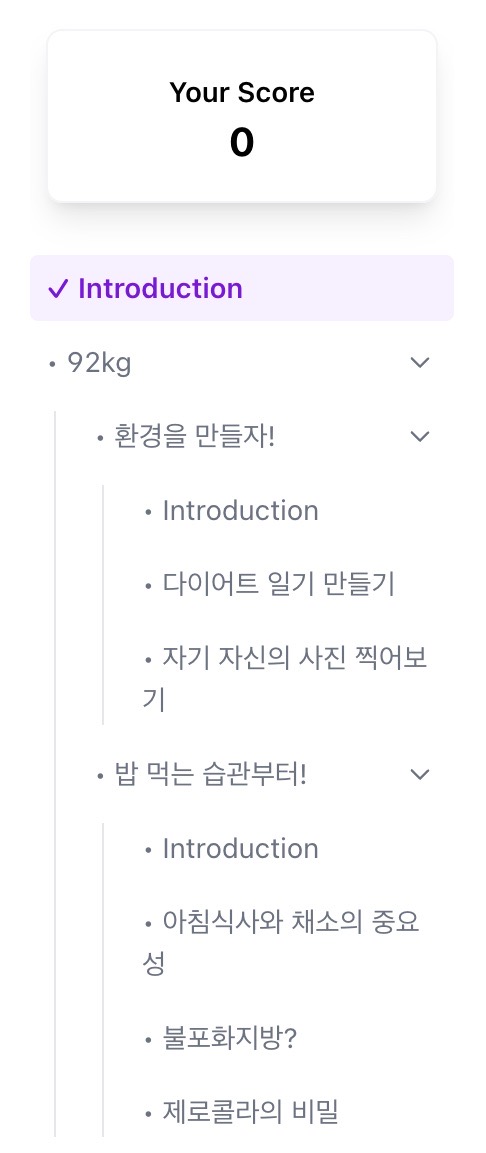 Your Score
0
✓ Introduction
• 92kg
• 환경을 만들자!
• Introduction
• 다이어트 일기 만들기
• 자기 자신의 사진 찍어보
기
• 밥 먹는 습관부터!
• Introduction
• 아침식사와 채소의 중요
성
• 불포화지방?
• 제로콜라의 비밀